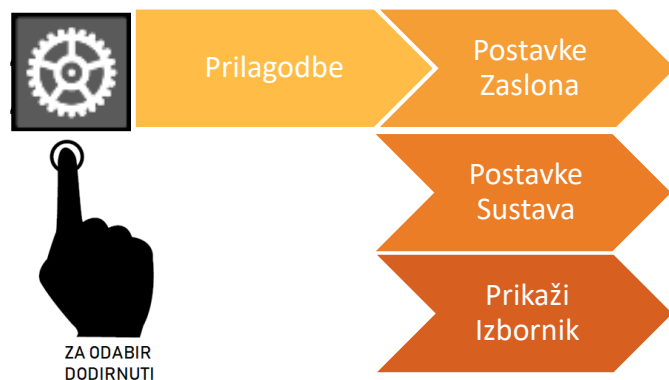 Prilagodbe
Postavke
Zaslona
Postavke
Sustava
Prikaži
Izbornik
ZA ODABIR
DODIRNUTI